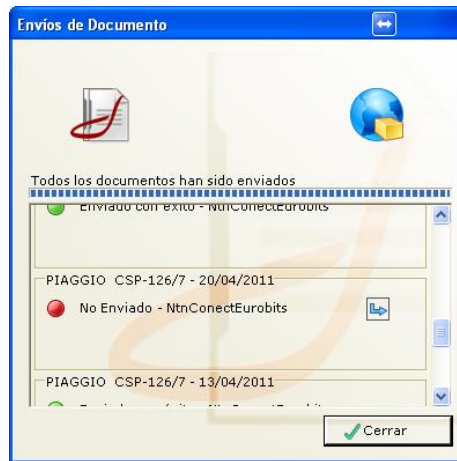 Envíos de Documento
Todos los documentos han sido enviados
Enviado con éxito - NtnConectEurobits
PIAGGIO CSP-126/7 - 20/04/2011
No Enviado - NtnConectEurobits
PIAGGIO CSP-126/7 - 13/04/2011
Cerrar